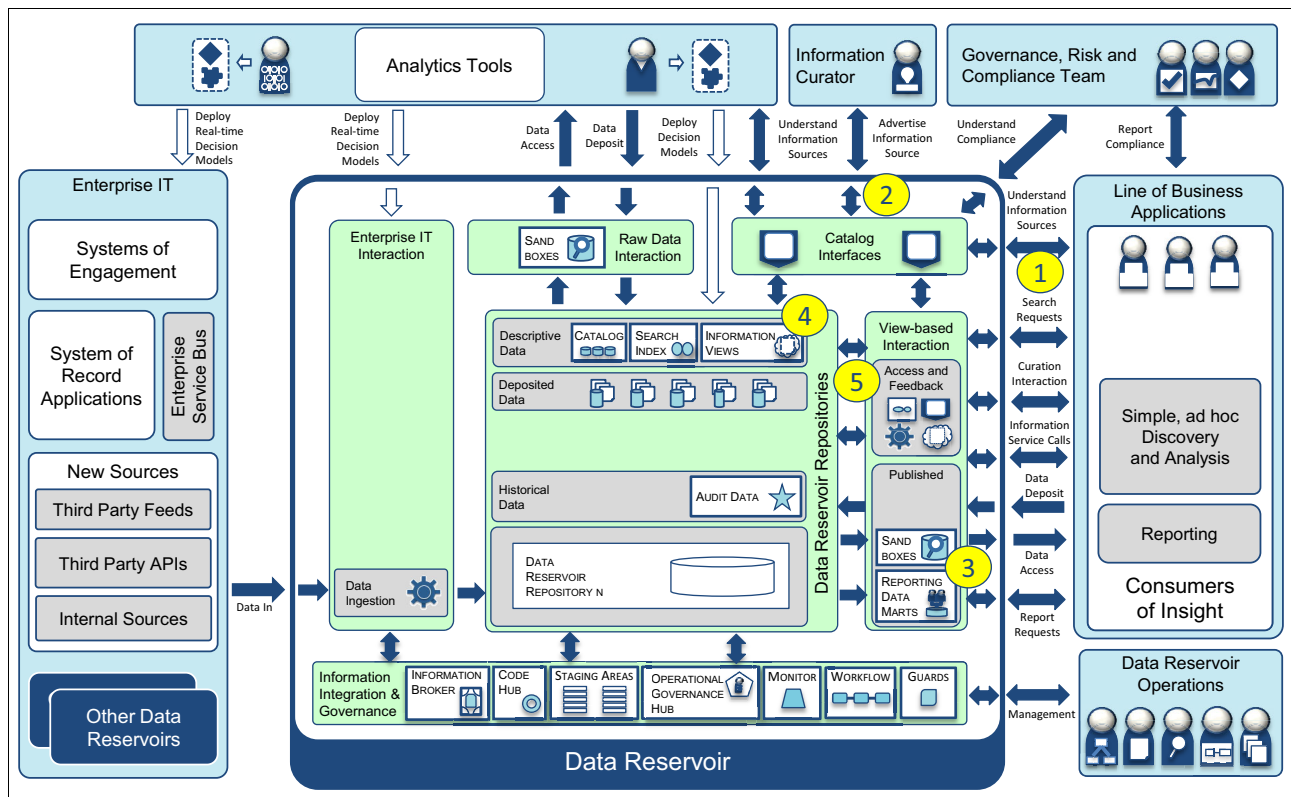 Analytics Tools
Information
Curator
Governance, Risk and
Compliance Team
Deploy
Real-time
Decision
Models
Deploy
Real-time
Decision
Models
Data
Access
Data
Deposit
Deploy
Decision
Models
Understand
Information
Sources
Advertise
Information
Source
Understand
Compliance
Report
Compliance
Enterprise IT
Systems of
Engagement
System of
Record
Applications
Enterprise
Service Bus
New Sources
Third Party Feeds
Third Party APIs
Internal Sources
Other Data
Reservoirs
Data In
Enterprise IT
Interaction
Data
Ingestion
SAND
BOXES
Raw Data
Interaction
2
Catalog
Interfaces
Descriptive
Data
CATALOG
SEARCH
INDEX
INFORMATION
VIEWS
4
Deposited
Data
Historical
Data
AUDIT DATA
DATA
RESERVOIR
REPOSITORY N
Data Reservoir Repositories
View-based
Interaction
5
Access and
Feedback
Published
SAND
BOXES
3
REPORTING
DATA
MARTS
Information
Integration &
Governance
INFORMATION
BROKER
CODE
HUB
STAGING AREAS
OPERATIONAL
GOVERNANCE
HUB
MONITOR
WORKFLOW
GUARDS
Data Reservoir
Understand
Information
Sources
1
Search
Requests
Curation
Interaction
Information
Service Calls
Data
Deposit
Data
Access
Report
Requests
Management
Line of Business
Applications
Simple, ad hoc
Discovery
and Analysis
Reporting
Consumers
of Insight
Data Reservoir
Operations